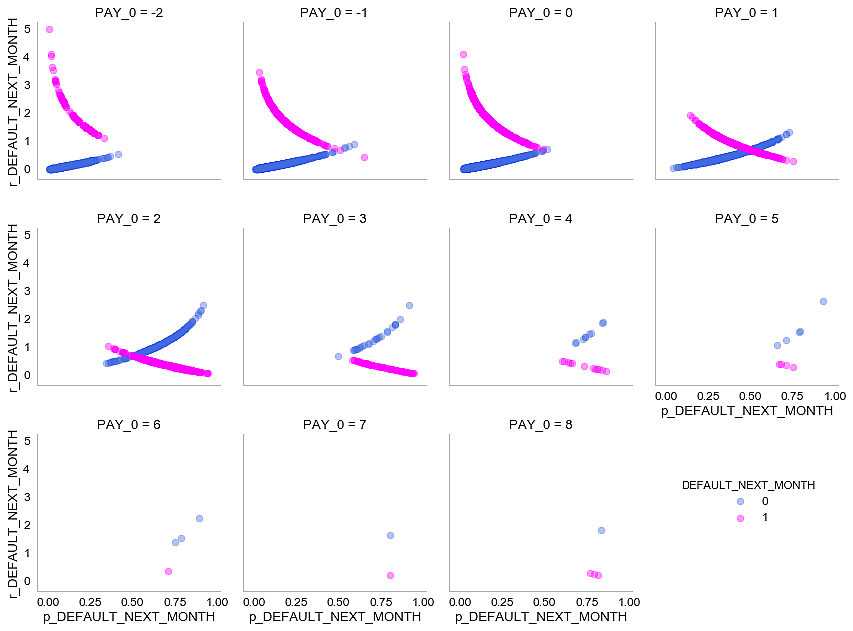 PAY_0 = -2
PAY_0 = -1
PAY_0 = 0
PAY_0 = 1
r_DEFAULT_NEXT_MONTH
5
4
3
2
1
0
PAY_0 = 2
PAY_0 = 3
PAY_0 = 4
PAY_0 = 5
r_DEFAULT_NEXT_MONTH
5
4
3
2
1
0
0.00 0.25 0.50 0.75 1.00
p_DEFAULT_NEXT_MONTH
PAY_0 = 6
PAY_0 = 7
PAY_0 = 8
r_DEFAULT_NEXT_MONTH
5
4
3
2
1
0
DEFAULT_NEXT_MONTH
0
1
0.00 0.25 0.50 0.75 1.00
0.00 0.25 0.50 0.75 1.00
0.00 0.25 0.50 0.75 1.00
p_DEFAULT_NEXT_MONTH
p_DEFAULT_NEXT_MONTH
p_DEFAULT_NEXT_MONTH